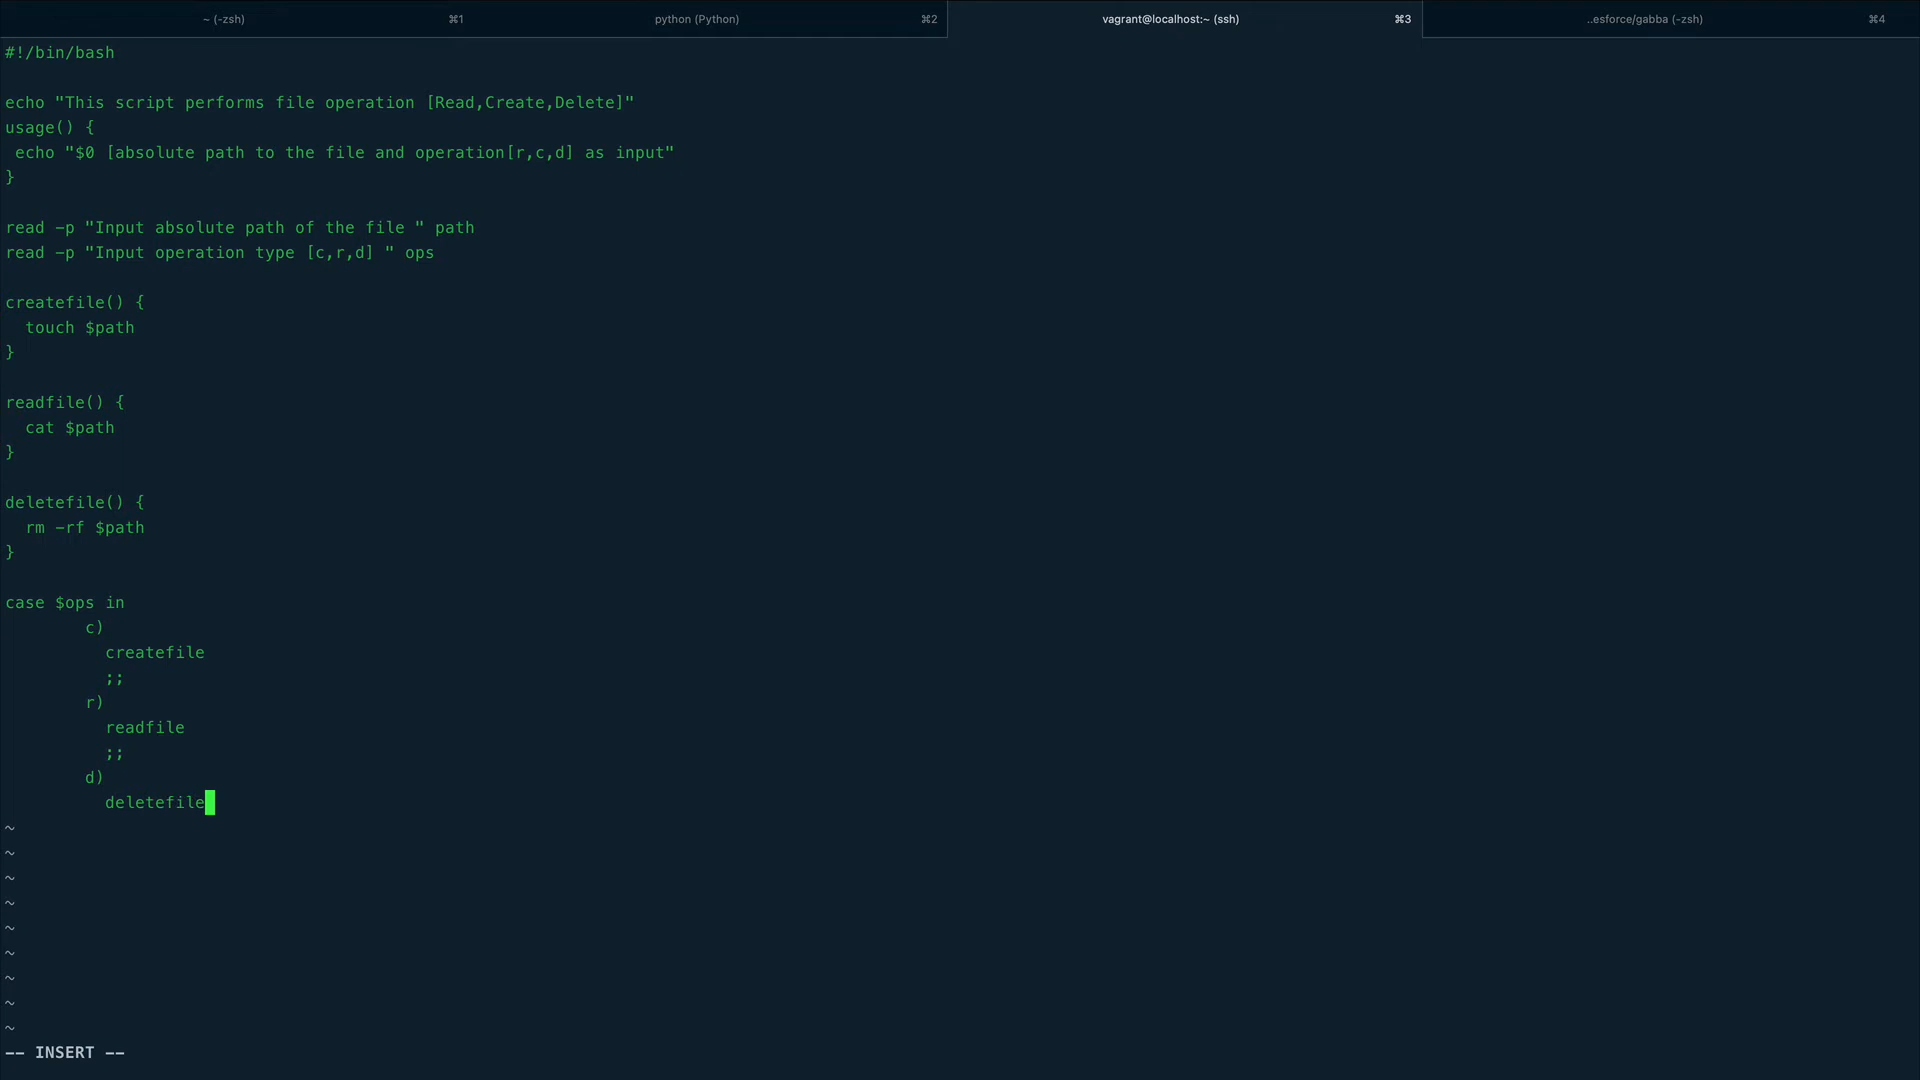 ~ (-zsh) ⌘1 python (Python) ⌘2 vagrant@localhost:~ (ssh) ⌘3 ..esforce/gabba (-zsh) ⌘4
#!/bin/bash
echo "This script performs file operation [Read,Create,Delete]"
usage() {
 echo "$0 [absolute path to the file and operation[r,c,d] as input"
}
read -p "Input absolute path of the file " path
read -p "Input operation type [c,r,d] " ops
createfile() {
  touch $path
}
readfile() {
  cat $path
}
deletefile() {
  rm -rf $path
}
case $ops in
        c)
          createfile
          ;;
        r)
          readfile
          ;;
        d)
          deletefile
~
~
~
~
~
~
~
~
~
-- INSERT --